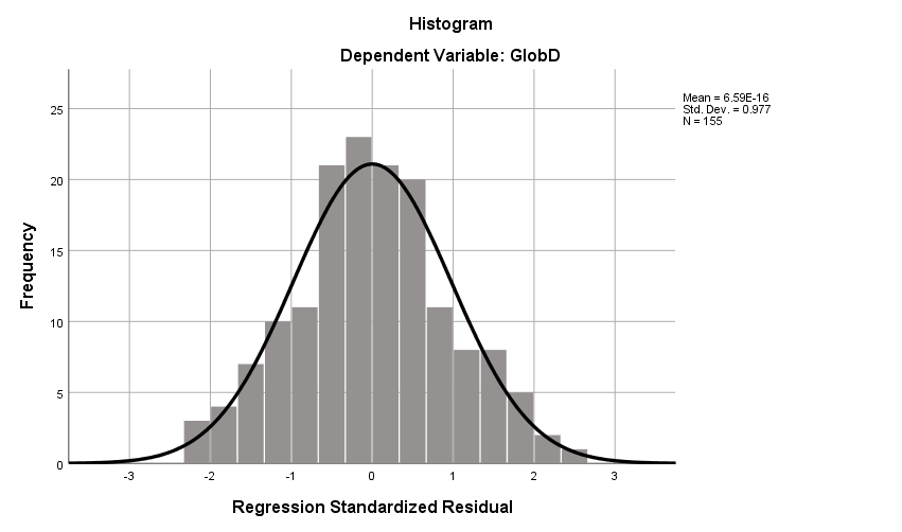 Histogram
Dependent Variable: GlobD
Mean = 6.59E-16
Std. Dev. = 0.977
N = 155
Frequency
25
20
15
10
5
0
-3 -2 -1 0 1 2 3
Regression Standardized Residual